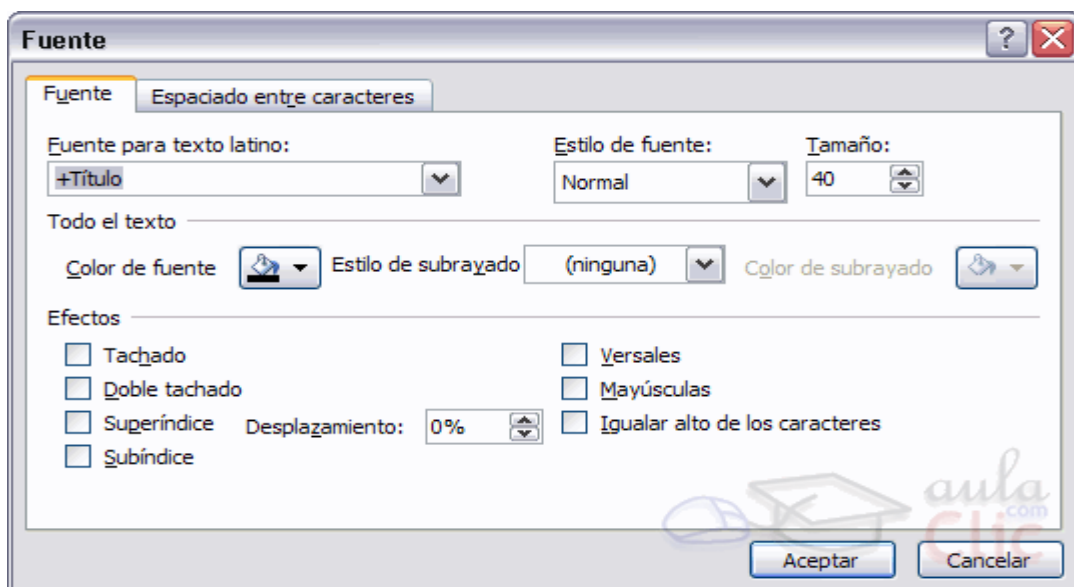 Fuente
Fuente Espaciado entre caracteres
Fuente para texto latino: Estilo de fuente: Tamaño:
+Título Normal 40
Todo el texto
Color de fuente Estilo de subrayado (ninguna) Color de subrayado
Efectos
Tachado Versales
Doble tachado Mayúsculas
Superíndice Desplazamiento: 0% Igualar alto de los caracteres
Subíndice
aula
.com
Clic
Aceptar Cancelar